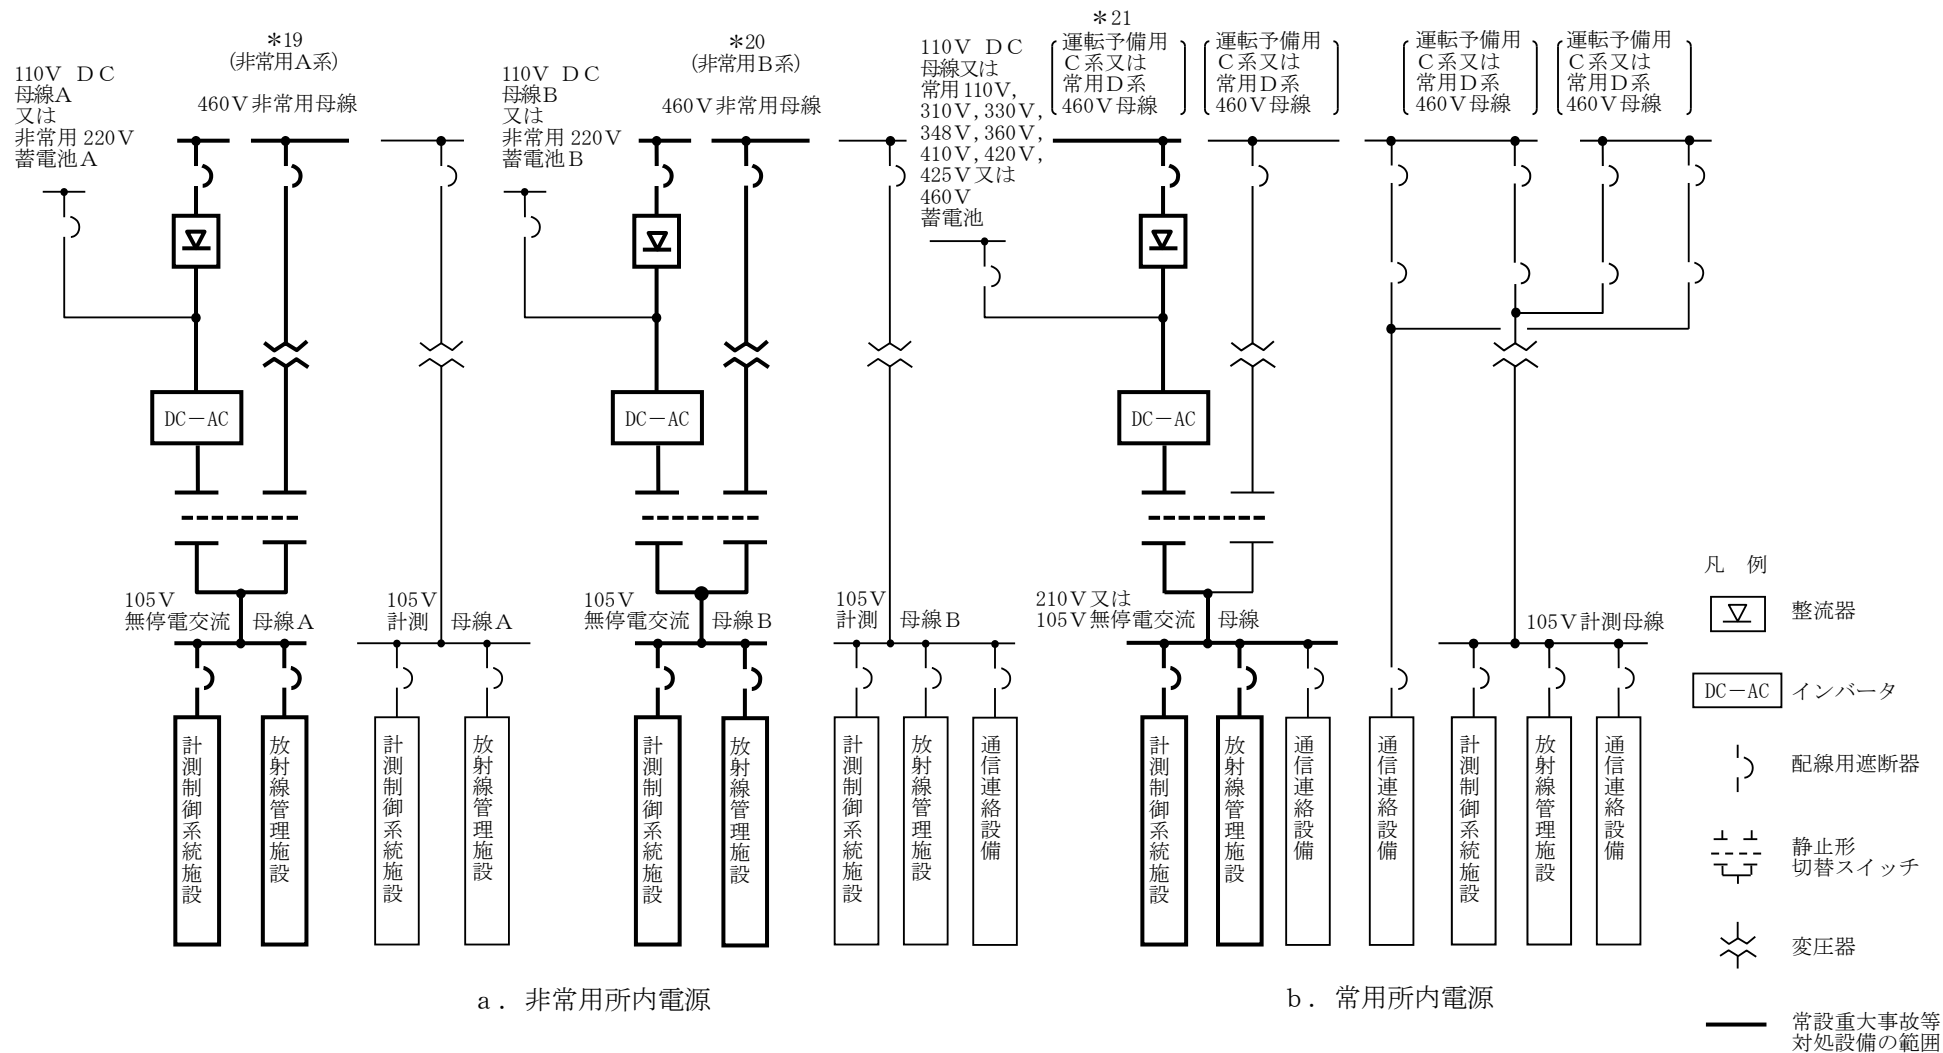 *19
(非常用A系)
110V DC
母線A
又は
非常用220V
蓄電池A
460V非常用母線
*20
(非常用B系)
110V DC
母線B
又は
非常用220V
蓄電池B
460V非常用母線
110V DC
母線又は
常用110V,
310V,330V,
348V,360V,
410V,420V,
425V又は
460V
蓄電池
*21
運転予備用
C系又は
常用D系
460V母線
運転予備用
C系又は
常用D系
460V母線
運転予備用
C系又は
常用D系
460V母線
運転予備用
C系又は
常用D系
460V母線
DC-AC
DC-AC
DC-AC
105V
無停電交流 母線A
105V
計測 母線A
105V
無停電交流 母線B
105V
計測 母線B
210V又は
105V無停電交流 母線
105V計測母線
計測制御系統施設
放射線管理施設
計測制御系統施設
放射線管理施設
計測制御系統施設
放射線管理施設
計測制御系統施設
放射線管理施設
通信連絡設備
計測制御系統施設
放射線管理施設
通信連絡設備
通信連絡設備
計測制御系統施設
放射線管理施設
通信連絡設備
a. 非常用所内電源
b. 常用所内電源
凡 例
整流器
DC-AC インバータ
配線用遮断器
静止形
切替スイッチ
変圧器
常設重大事故等
対処設備の範囲